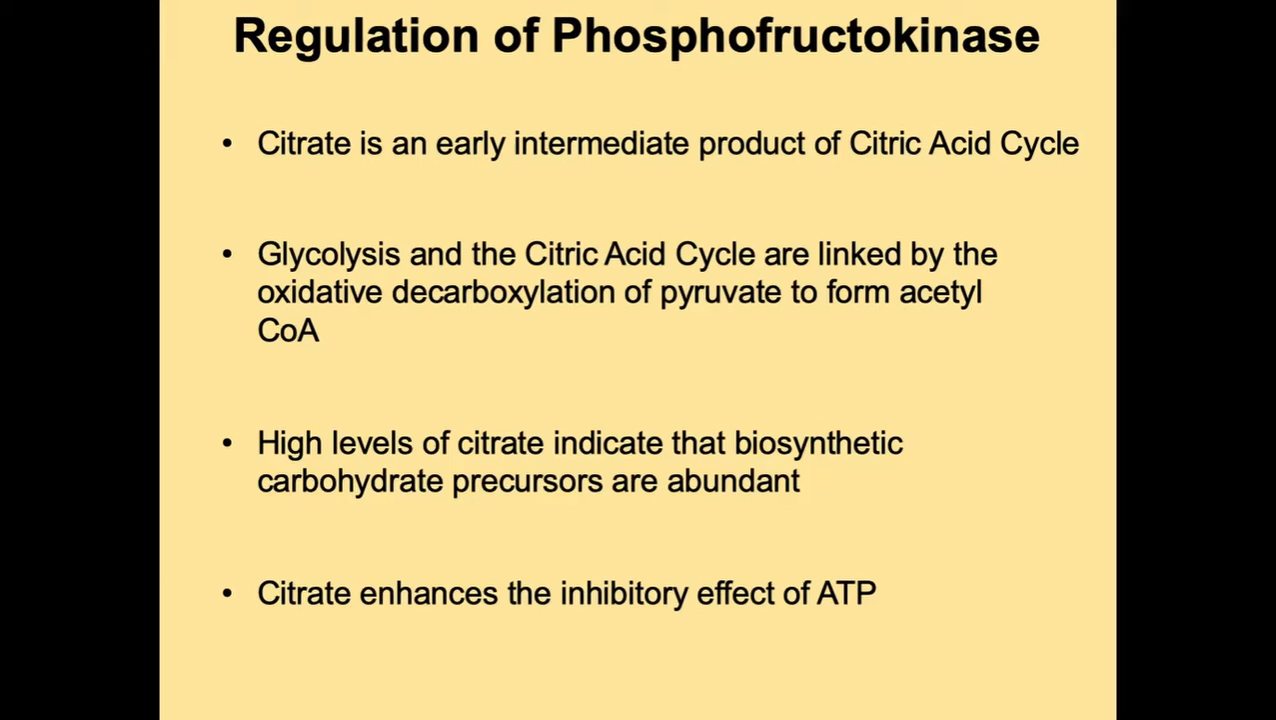 Regulation of Phosphofructokinase
• Citrate is an early intermediate product of Citric Acid Cycle
• Glycolysis and the Citric Acid Cycle are linked by the
oxidative decarboxylation of pyruvate to form acetyl
CoA
• High levels of citrate indicate that biosynthetic
carbohydrate precursors are abundant
• Citrate enhances the inhibitory effect of ATP